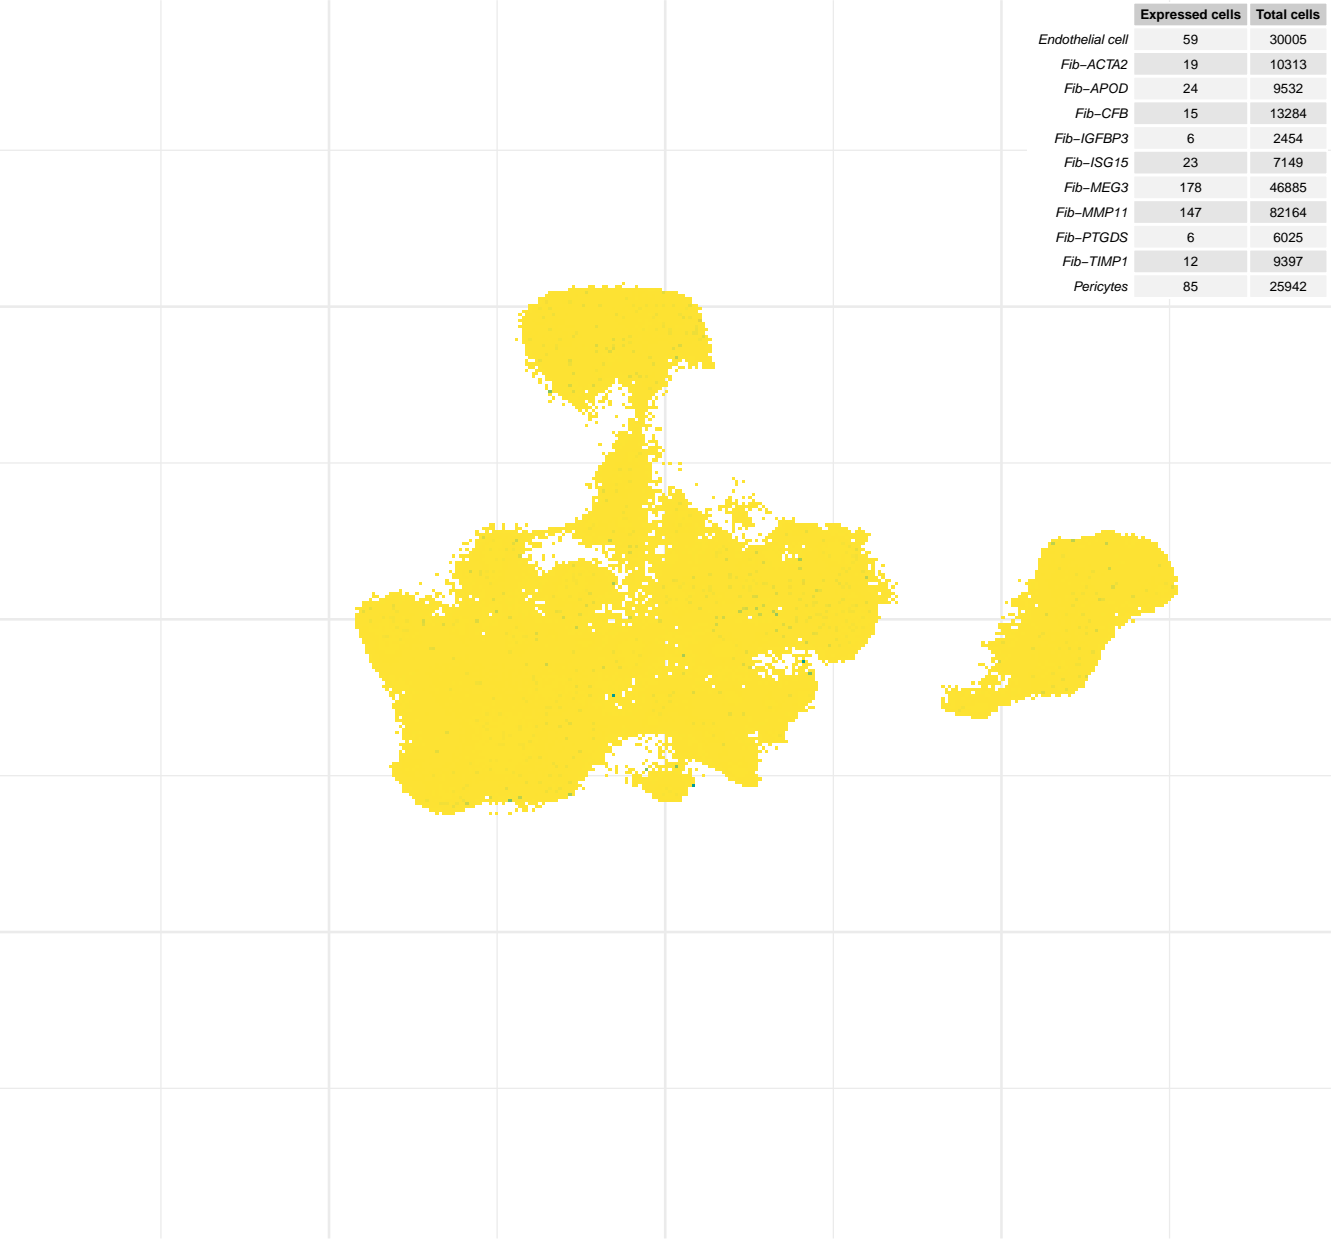 Expressed cells Total cells
Endothelial cell 59 30005
Fib−ACTA2 19 10313
Fib−APOD 24 9532
Fib−CFB 15 13284
Fib−IGFBP3 6 2454
Fib−ISG15 23 7149
Fib−MEG3 178 46885
Fib−MMP11 147 82164
Fib−PTGDS 6 6025
Fib−TIMP1 12 9397
Pericytes 85 25942